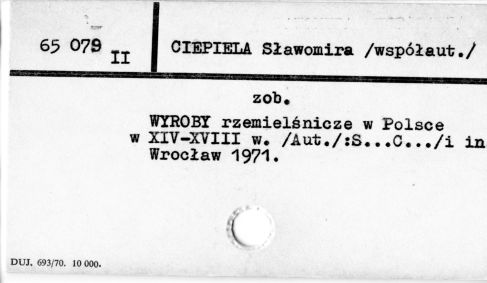 65 079 II
CIEPIELA Sławomira /współaut./
zob.
WYROBY rzemielśnicze w Polsce
w XIV-XVIII w. /Aut./:S...C.../i in
Wrocław 1971.
DUJ. 693/70. 10 000.